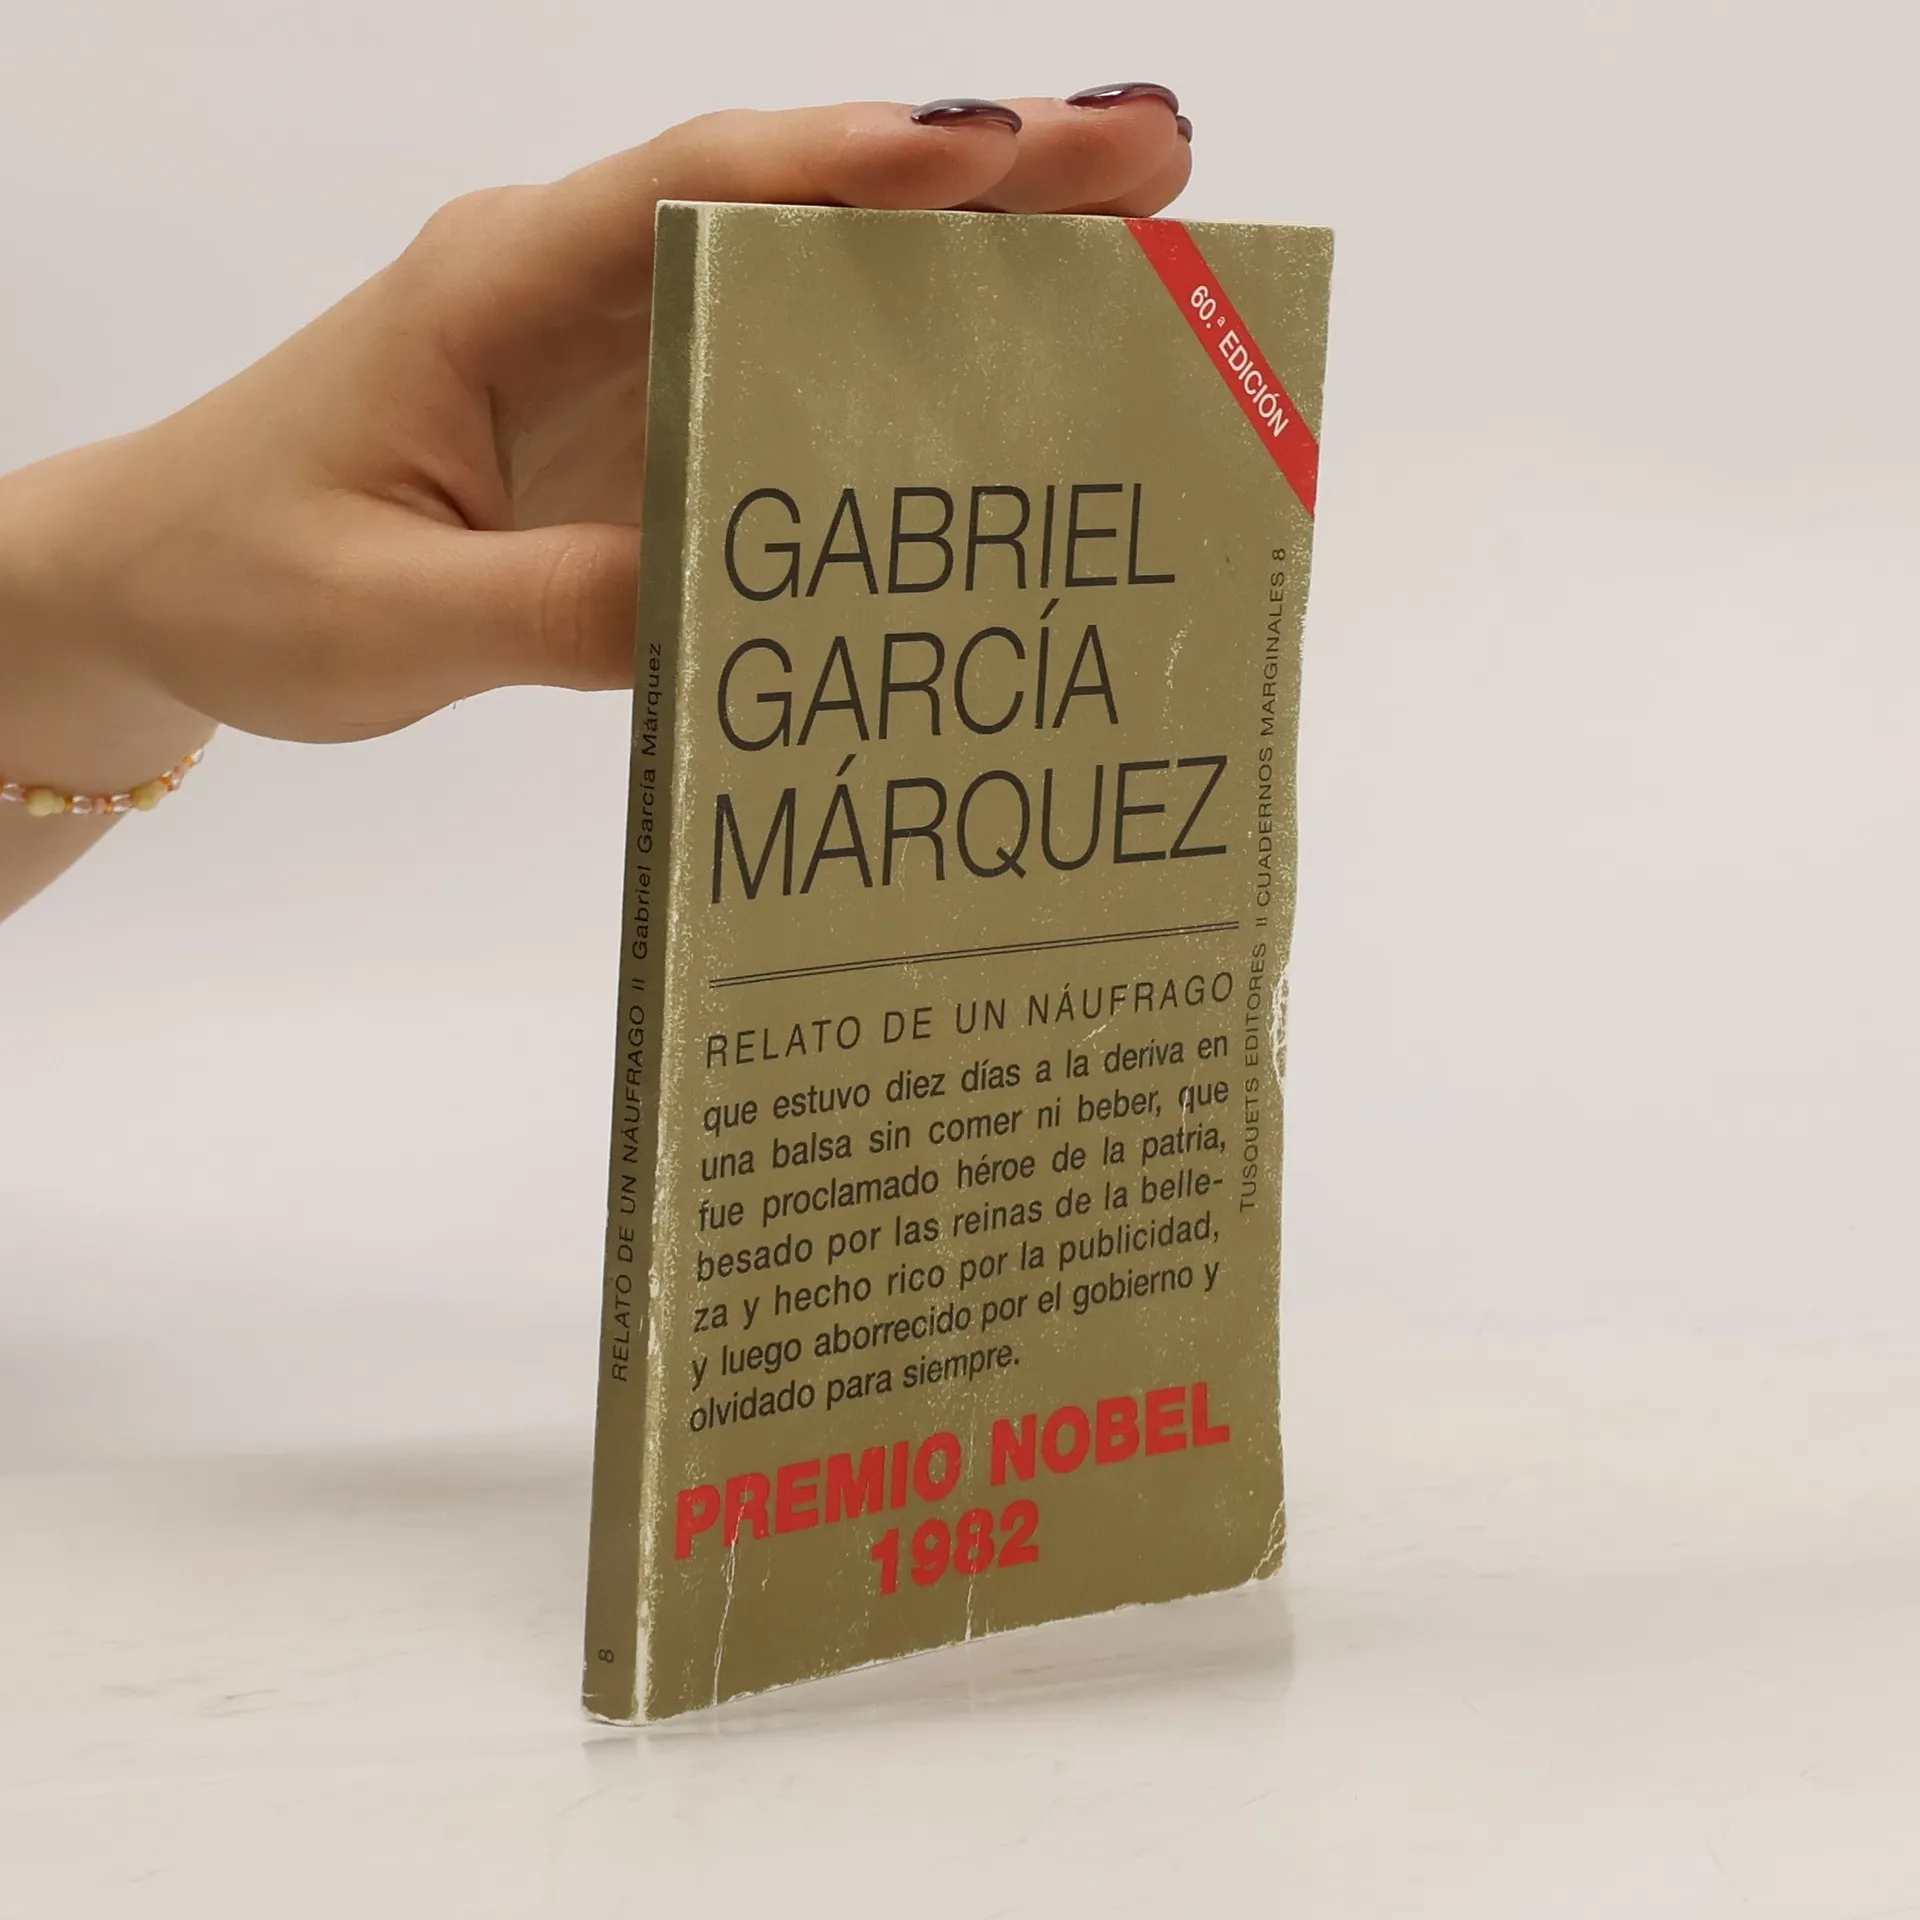 60.ª EDICIÓN
GABRIEL
GARCÍA
MÁRQUEZ
RELATO DE UN NÁUFRAGO
que estuvo diez días a la deriva en
una balsa sin comer ni beber, que
fue proclamado héroe de la patria,
besado por las reinas de la belle-
za y hecho rico por la publicidad,
y luego aborrecido por el gobierno y
olvidado para siempre.
PREMIO NOBEL
1982
TUSQUETS EDITORES II CUADERNOS MARGINALES 8
RELATO DE UN NÁUFRAGO II Gabriel García Márquez
8